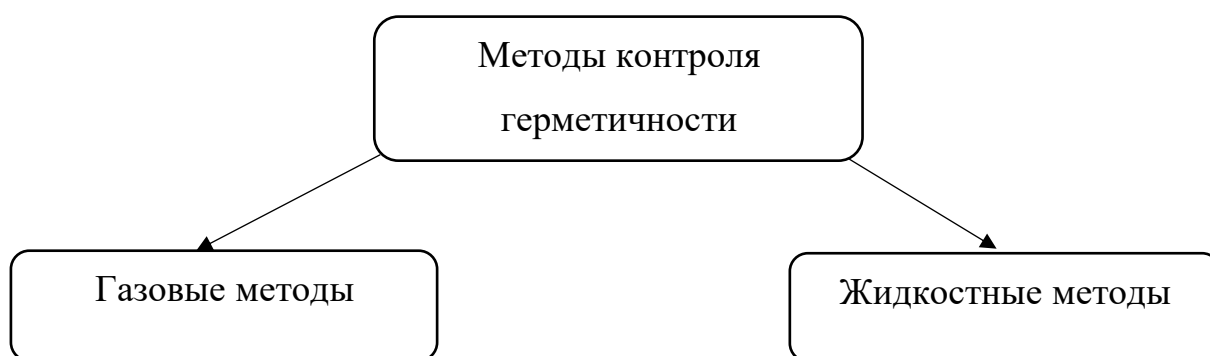 Методы контроля
герметичности
Газовые методы
Жидкостные методы